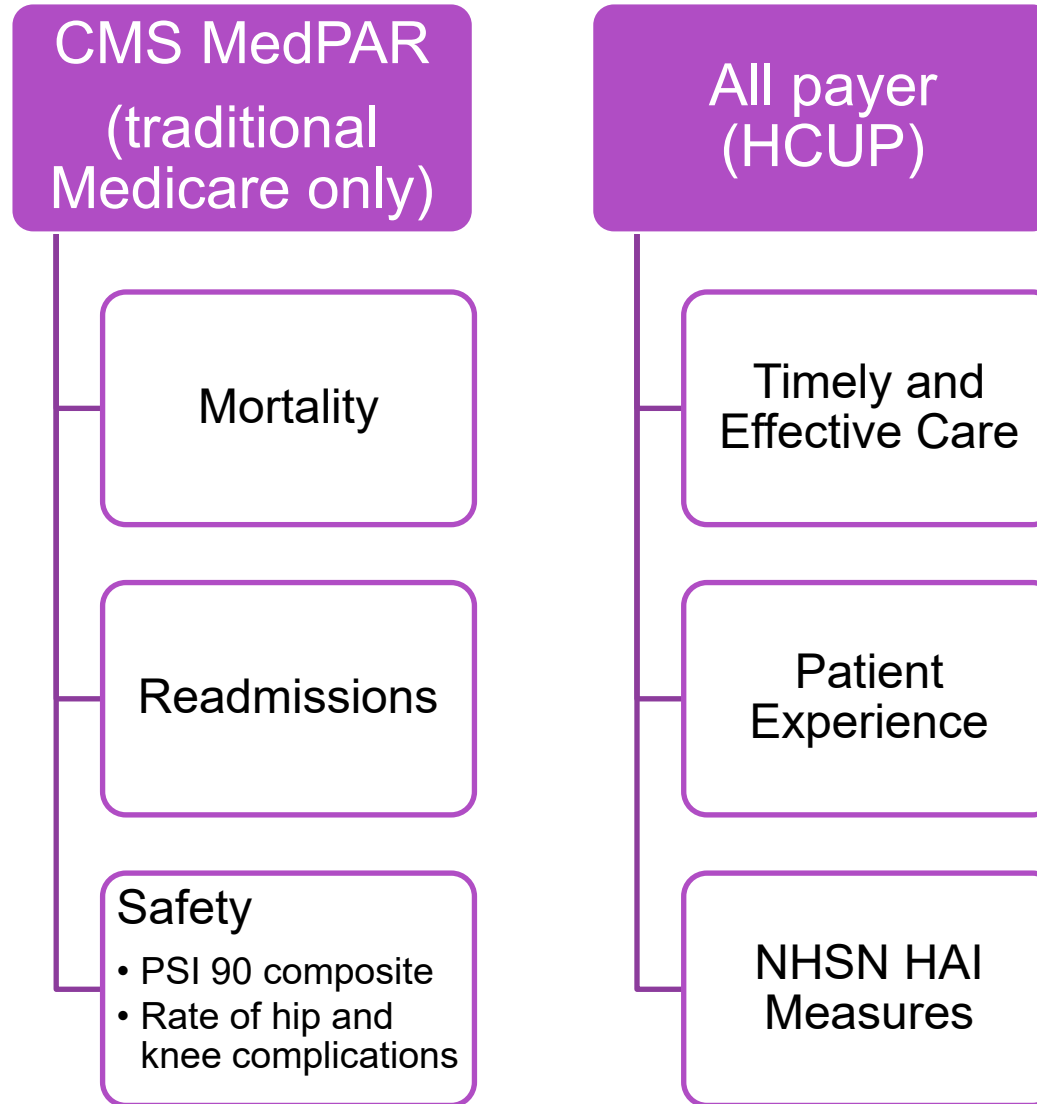 CMS MedPAR
(traditional
Medicare only)
Mortality
Readmissions
Safety
• PSI 90 composite
• Rate of hip and
knee complications
All payer
(HCUP)
Timely and
Effective Care
Patient
Experience
NHSN HAI
Measures